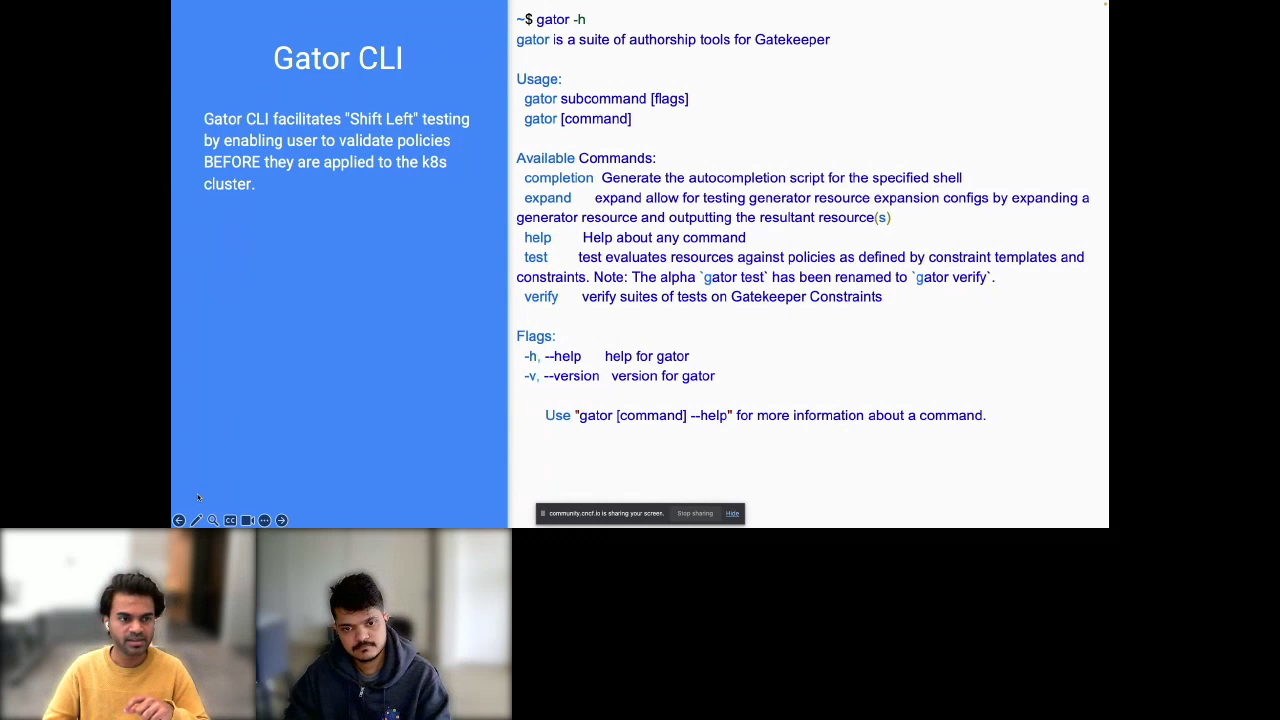 Gator CLI
Gator CLI facilitates "Shift Left" testing
by enabling user to validate policies
BEFORE they are applied to the k8s
cluster.
~$ gator -h
gator is a suite of authorship tools for Gatekeeper
Usage:
gator subcommand [flags]
gator [command]
Available Commands:
completion Generate the autocompletion script for the specified shell
expand expand allow for testing generator resource expansion configs by expanding a
generator resource and outputting the resultant resource(s)
help Help about any command
test test evaluates resources against policies as defined by constraint templates and
constraints. Note: The alpha `gator test` has been renamed to `gator verify`.
verify verify suites of tests on Gatekeeper Constraints
Flags:
-h, --help help for gator
-v, --version version for gator
Use "gator [command] --help" for more information about a command.
CC
community.cncf.io is sharing your screen. Stop sharing Hide